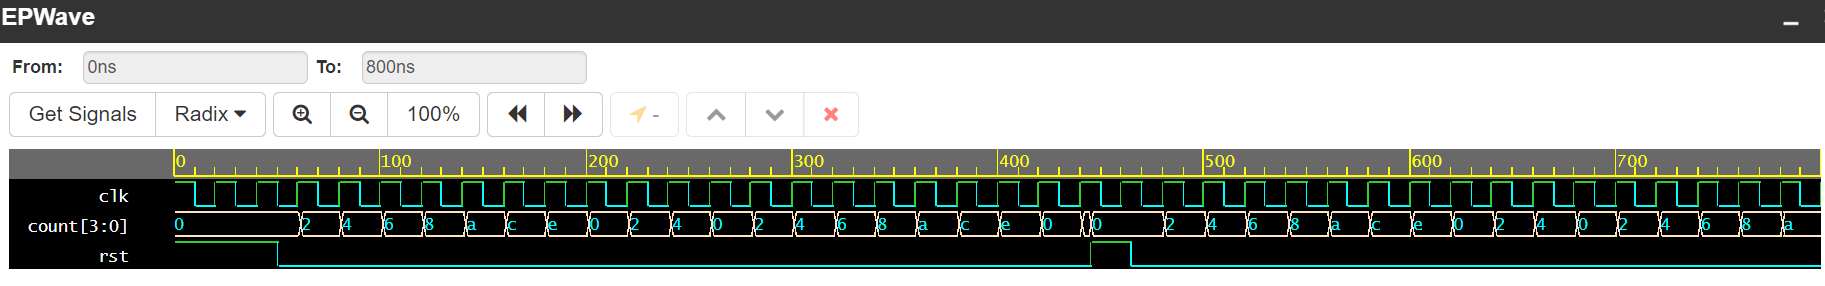 EPWave
From: 0ns To: 800ns
Get Signals Radix 100% -
0 100 200 300 400 500 600 700
clk
count[3:0] 0 2 4 6 8 a c e 0 2 4 0 2 4 6 8 a c e 0 0 2 4 6 8 a c e 0 2 4 0 2 4 6 8 a
rst